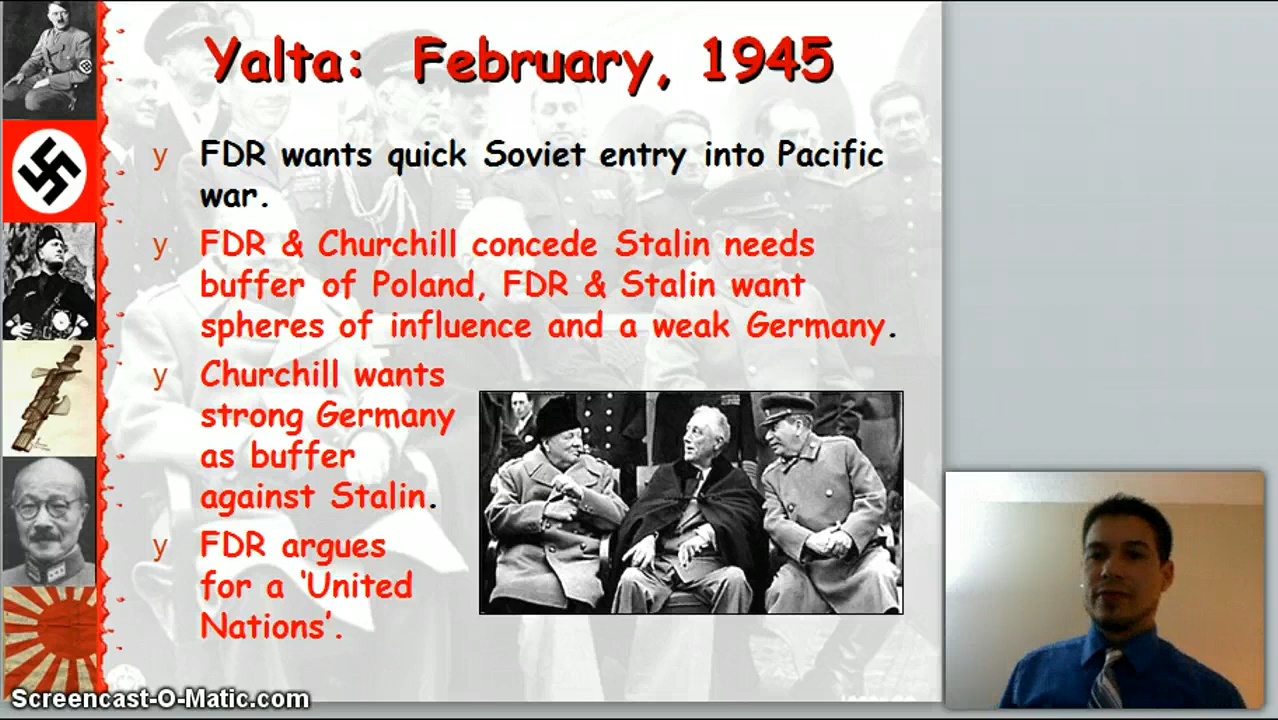 Yalta: February, 1945
y FDR wants quick Soviet entry into Pacific
war.
y FDR & Churchill concede Stalin needs
buffer of Poland, FDR & Stalin want
spheres of influence and a weak Germany.
y Churchill wants
strong Germany
as buffer
against Stalin.
y FDR argues
for a ‘United
Nations’.
Screencast-O-Matic.com